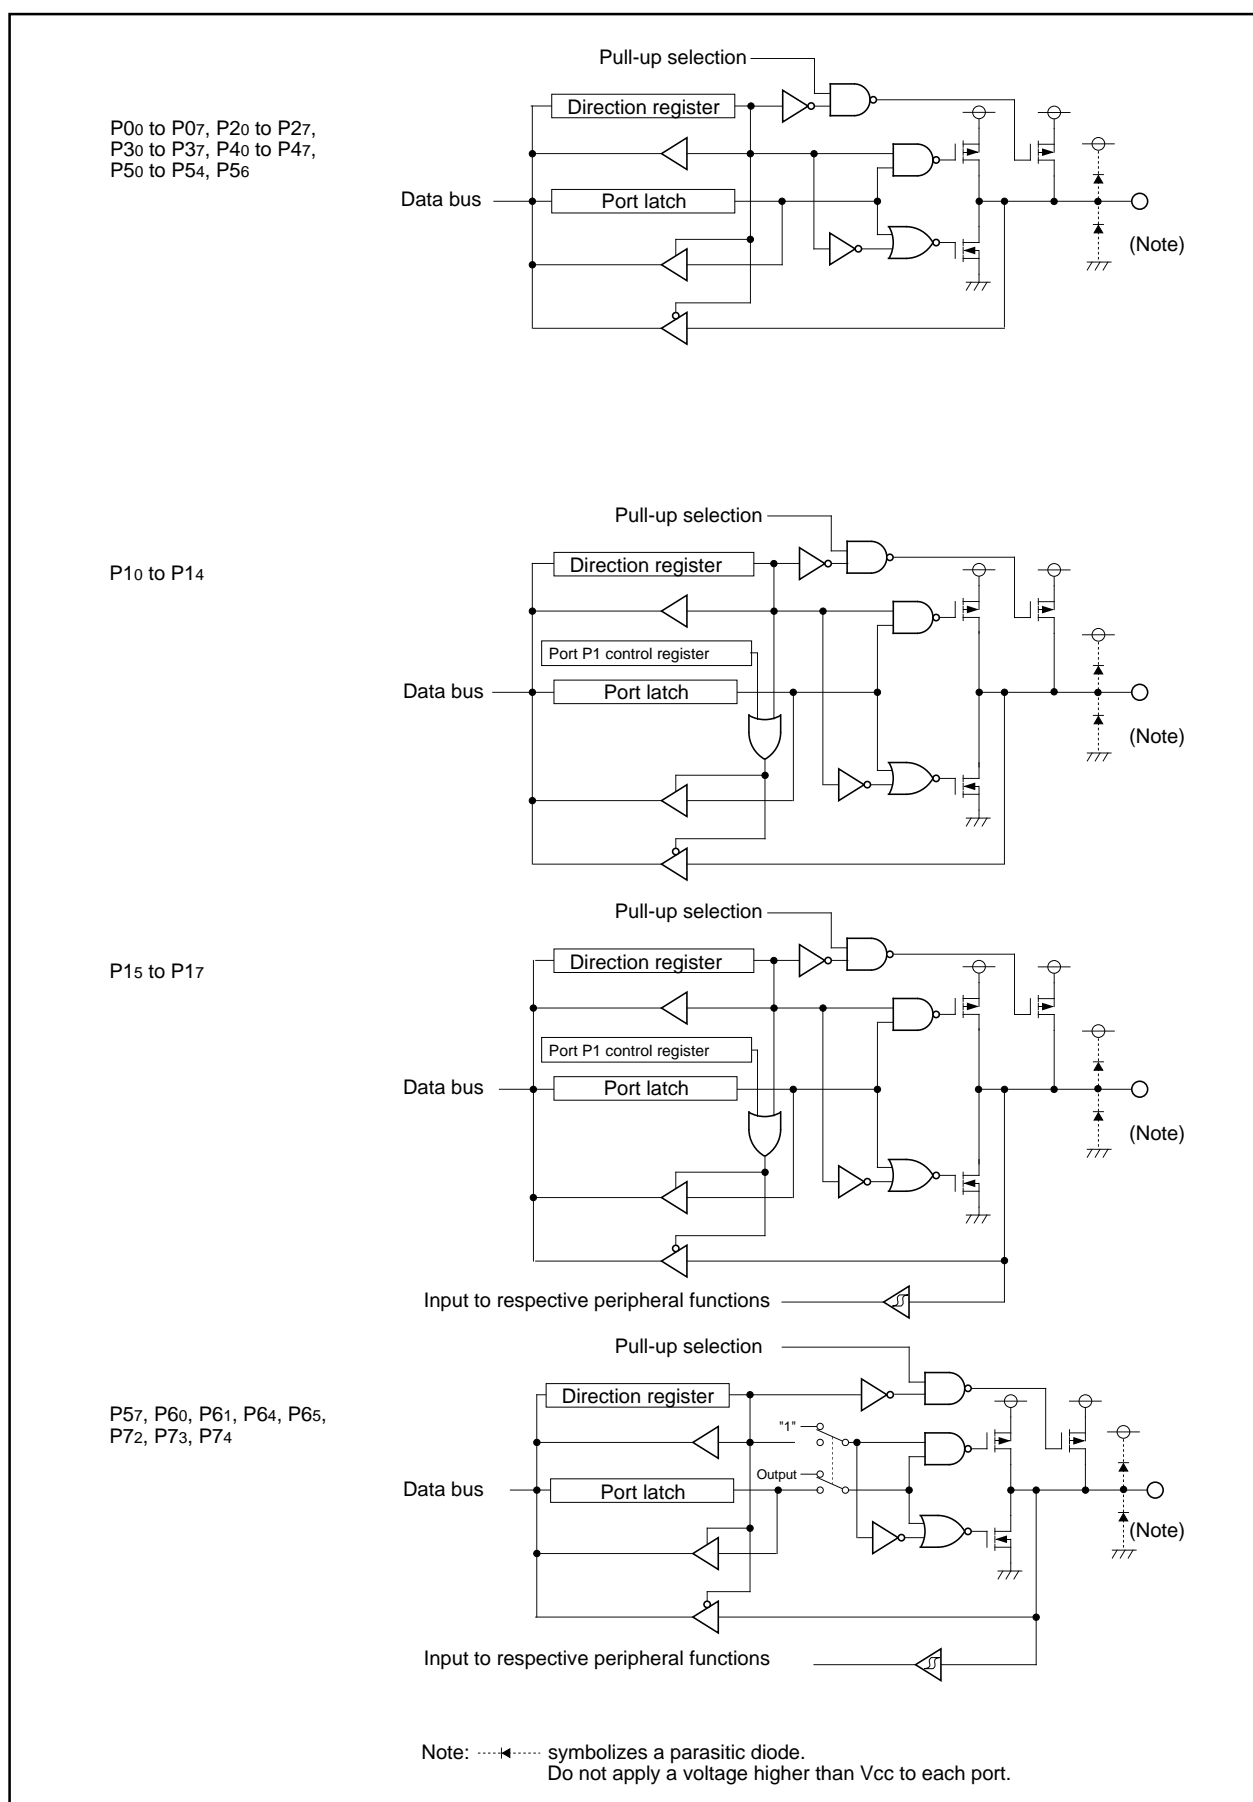 Pull-up selection
Direction register
P00 to P07, P20 to P27,
P30 to P37, P40 to P47,
P50 to P54, P56
Data bus
Port latch
(Note)
Pull-up selection
Direction register
P10 to P14
Port P1 control register
Data bus
Port latch
(Note)
Pull-up selection
Direction register
P15 to P17
Port P1 control register
Data bus
Port latch
(Note)
Input to respective peripheral functions
Pull-up selection
Direction register
P57, P60, P61, P64, P65,
P72, P73, P74
"1"
Output
Data bus
Port latch
(Note)
Input to respective peripheral functions
Note: symbolizes a parasitic diode.
Do not apply a voltage higher than Vcc to each port.